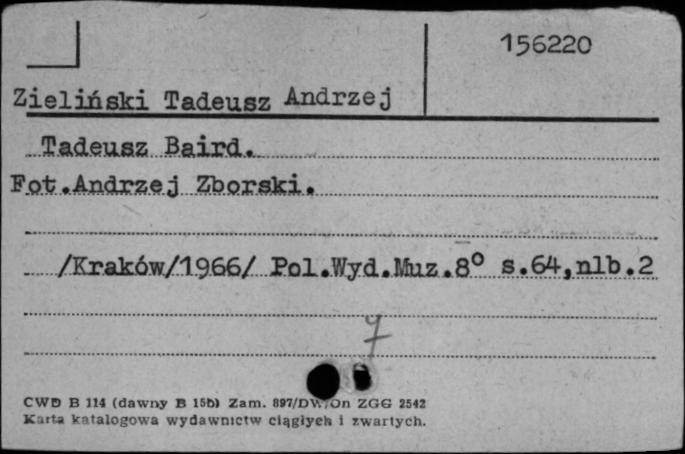 156220
Zieliński Tadeusz Andrzej
Tadeusz Baird.
Fot.Andrzej Zborski.
/Kraków/1966/ Pol.Wyd.Muz.8° s.64,nlb.2
7
CWD B 114 (dawny B 15b) Zam. 897/DW/On ZGG 2542
Karta katalogowa wydawnictw ciągłych i zwartych.